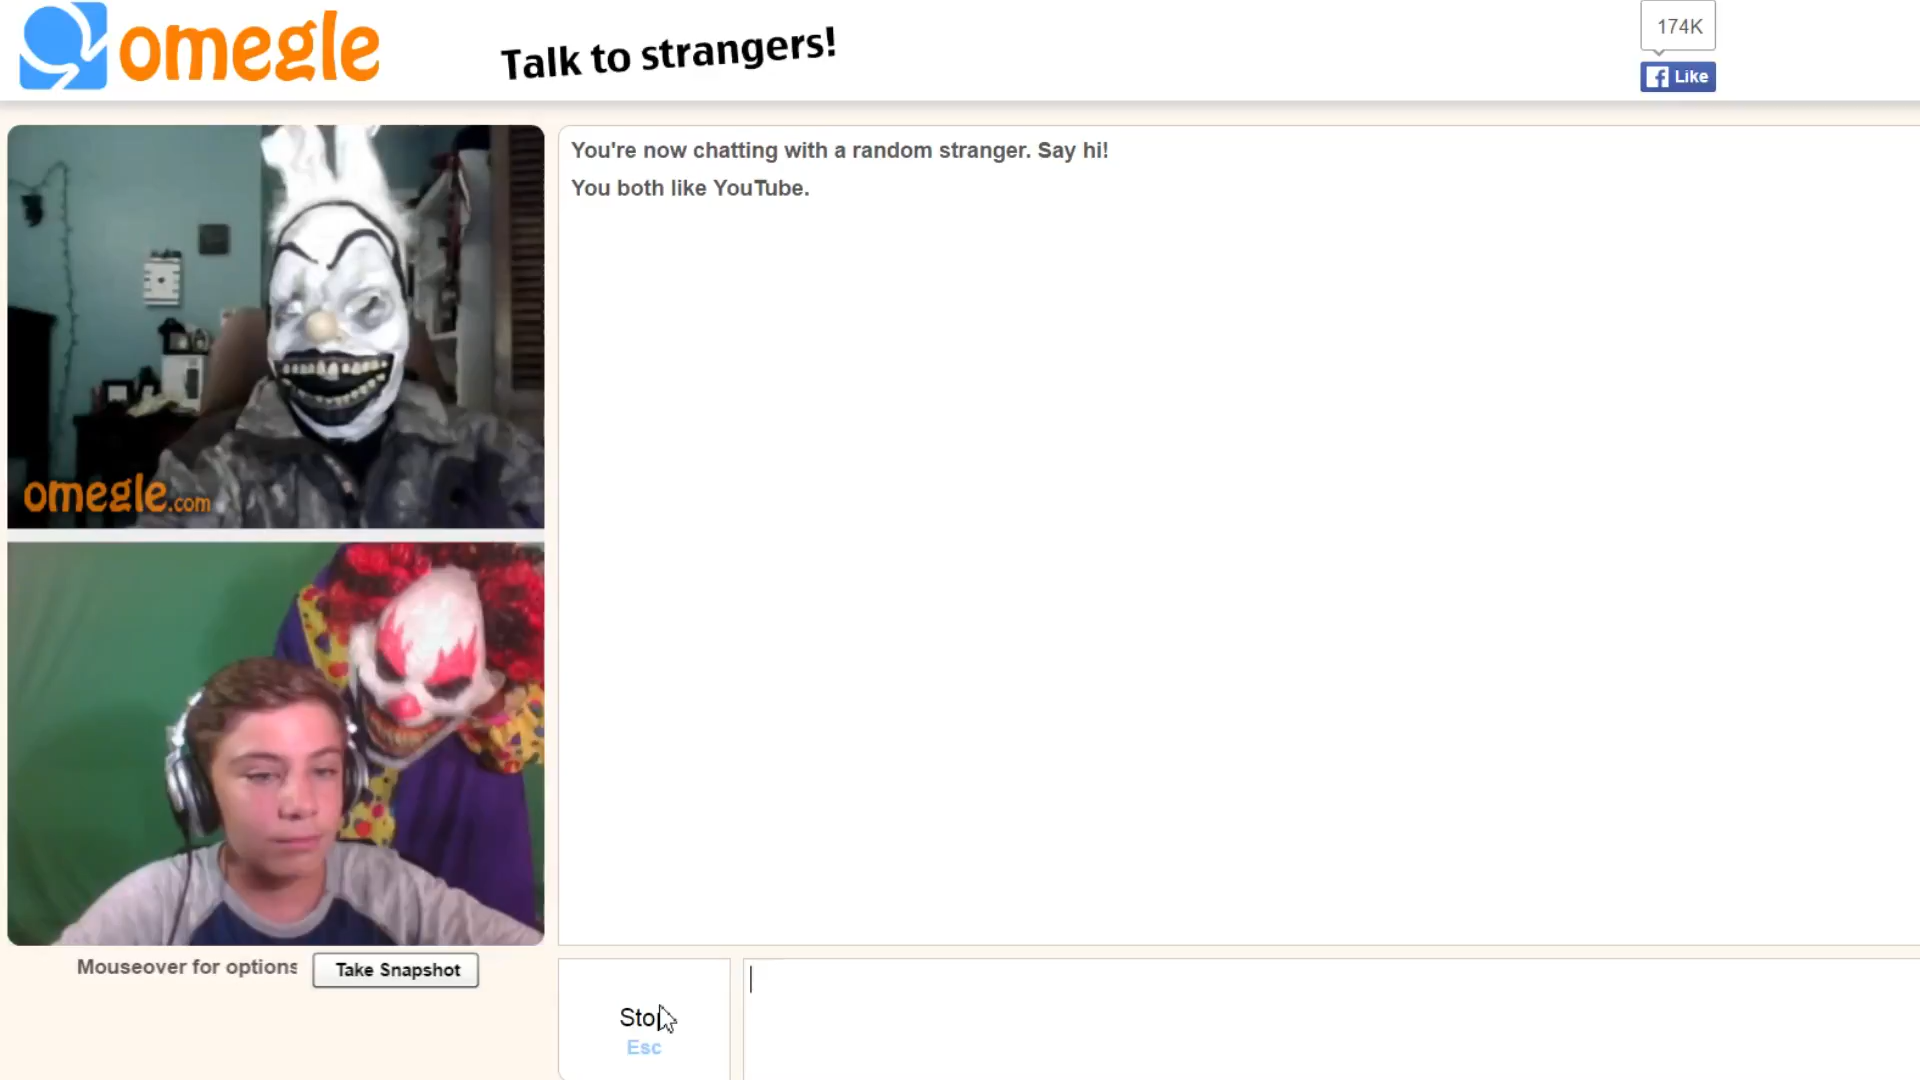 omegle
Talk to strangers!
174K
Like
You're now chatting with a random stranger. Say hi!
You both like YouTube.
omegle.com
Mouseover for options
Take Snapshot
Esc